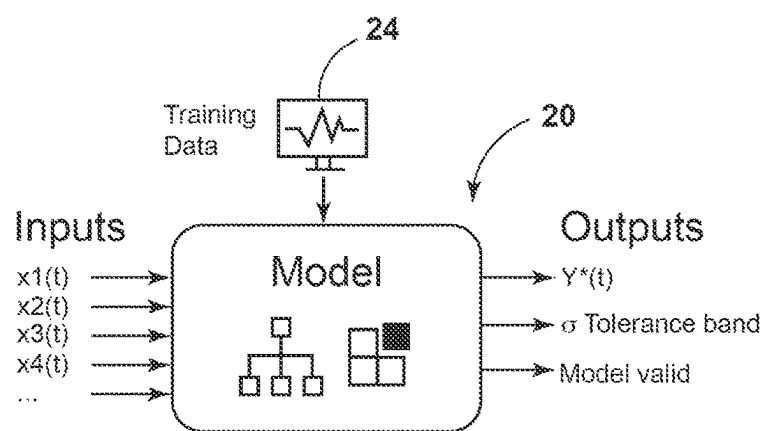 24
Training
Data
20
Inputs
Outputs
Model
x1(t)
x2(t)
x3(t)
x4(t)
...
Y*(t)
σ Tolerance band
Model valid